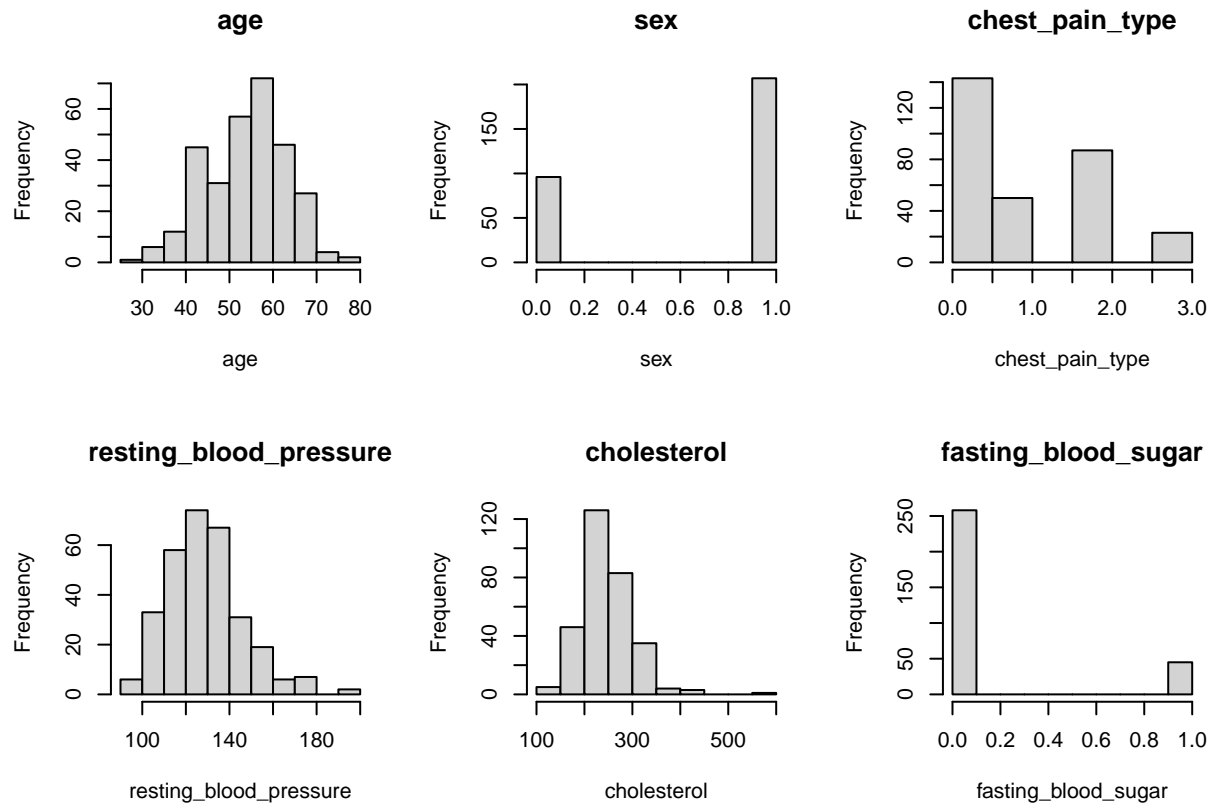 age
Frequency
0
20
40
60
30 40 50 60 70 80
age
sex
Frequency
0
50
150
0.0 0.2 0.4 0.6 0.8 1.0
sex
chest_pain_type
Frequency
0
40
80
120
0.0 1.0 2.0 3.0
chest_pain_type
resting_blood_pressure
Frequency
0
20
40
60
100 140 180
resting_blood_pressure
cholesterol
Frequency
0
40
80
120
100 300 500
cholesterol
fasting_blood_sugar
Frequency
0
50
150
250
0.0 0.2 0.4 0.6 0.8 1.0
fasting_blood_sugar